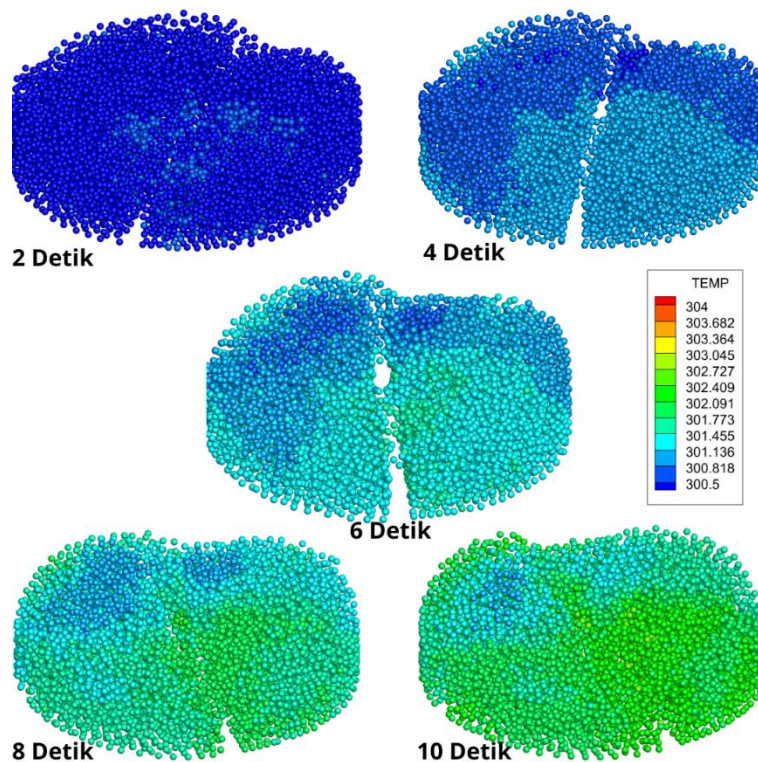 2 Detik
4 Detik
TEMP
304
303.682
303.364
303.045
302.727
302.409
302.091
301.773
301.455
301.136
300.818
300.5
6 Detik
8 Detik
10 Detik